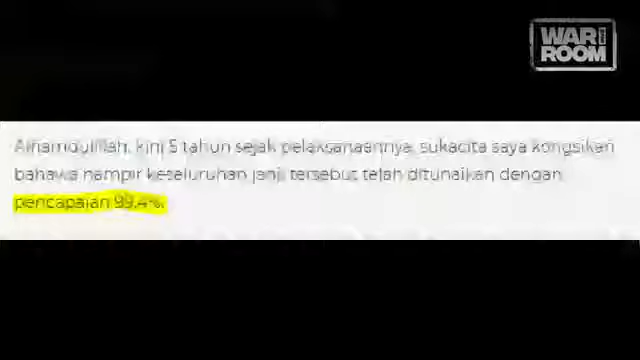 WAR ROOM
Alhamdulillah, kini 5 tahun sejak pelaksanaannya, sukacita saya kongsikan
bahawa hampir keseluruhan janji tersebut telah ditunaikan dengan
pencapaian 99.4%.